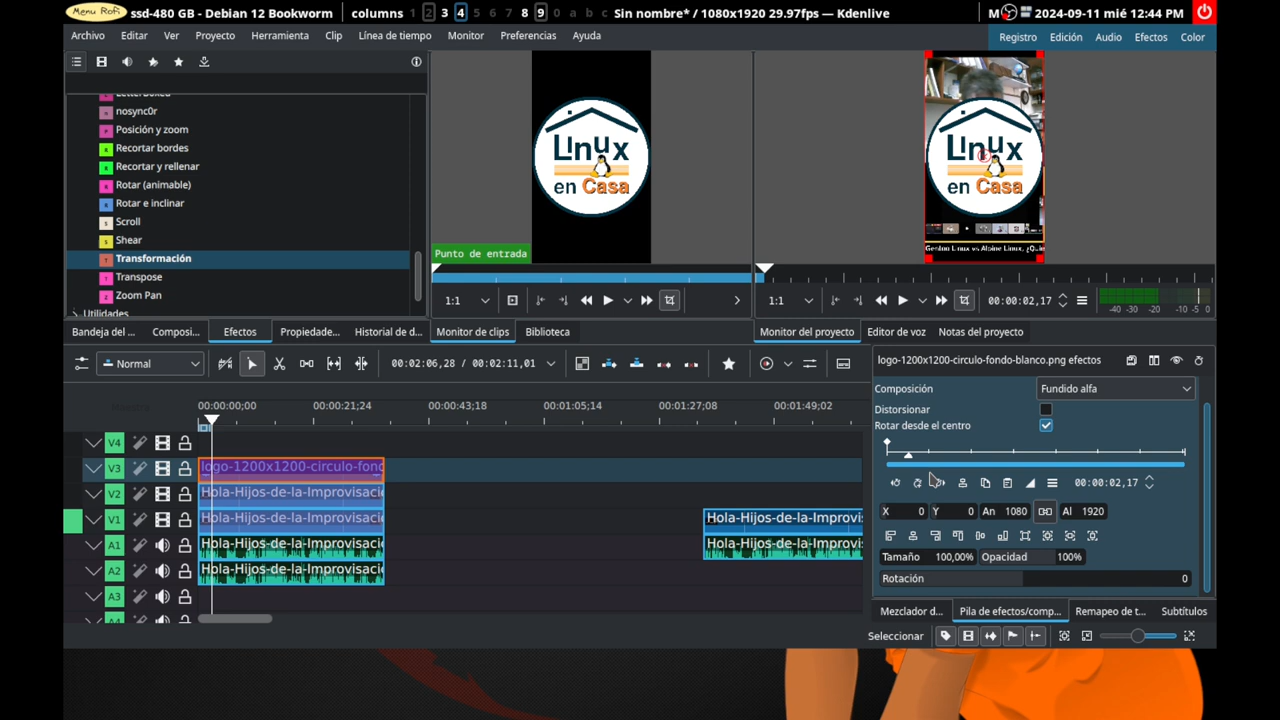 Menu Rofi ssd-480 GB - Debian 12 Bookworm columns 1 2 3 4 5 6 7 8 9 0 a b c Sin nombre* / 1080x1920 29.97fps — Kdenlive M 2024-09-11 mié 12:44 PM
Archivo Editar Ver Proyecto Herramienta Clip Línea de tiempo Monitor Preferencias Ayuda Registro Edición Audio Efectos Color
nosync0r
Posición y zoom
Recortar bordes
Recortar y rellenar
Rotar (animable)
Rotar e inclinar
Scroll
Shear
Transformación
Transpose
Zoom Pan
Utilidades
Linux
en Casa
Punto de entrada
Linux
en Casa
Gentoo Linux vs Alpine Linux, ¿Qui
1:1
1:1 00:00:02,17 -40 -30 -20 -10 -5 0
Bandeja del ... Composi... Efectos Propiedade... Historial de d... Monitor de clips Biblioteca Monitor del proyecto Editor de voz Notas del proyecto
Normal 00:02:06,28 / 00:02:11,01
logo-1200x1200-circulo-fondo-blanco.png efectos
Composición Fundido alfa
Distorsionar
Rotar desde el centro
00:00:02,17
X 0 Y 0 An 1080 Al 1920
Tamaño 100,00% Opacidad 100%
Rotación 0
Maestro 00:00:00;00 00:00:21;24 00:00:43;18 00:01:05;14 00:01:27;08 00:01:49;02
V4
V3 logo-1200x1200-circulo-fond
V2 Hola-Hijos-de-la-Improvisaci
V1 Hola-Hijos-de-la-Improvisaci Hola-Hijos-de-la-Improvi
A1 Hola-Hijos-de-la-Improvisaci Hola-Hijos-de-la-Improvi
A2 Hola-Hijos-de-la-Improvisaci
A3
Mezclador d... Pila de efectos/comp... Remapeo de t... Subtítulos
Seleccionar